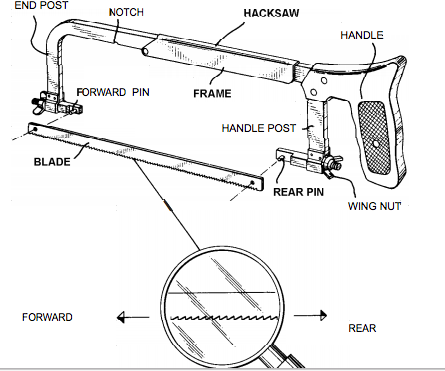 END POST
NOTCH
HACKSAW
HANDLE
FORWARD PIN
FRAME
HANDLE POST
BLADE
REAR PIN
WING NUT
FORWARD
REAR